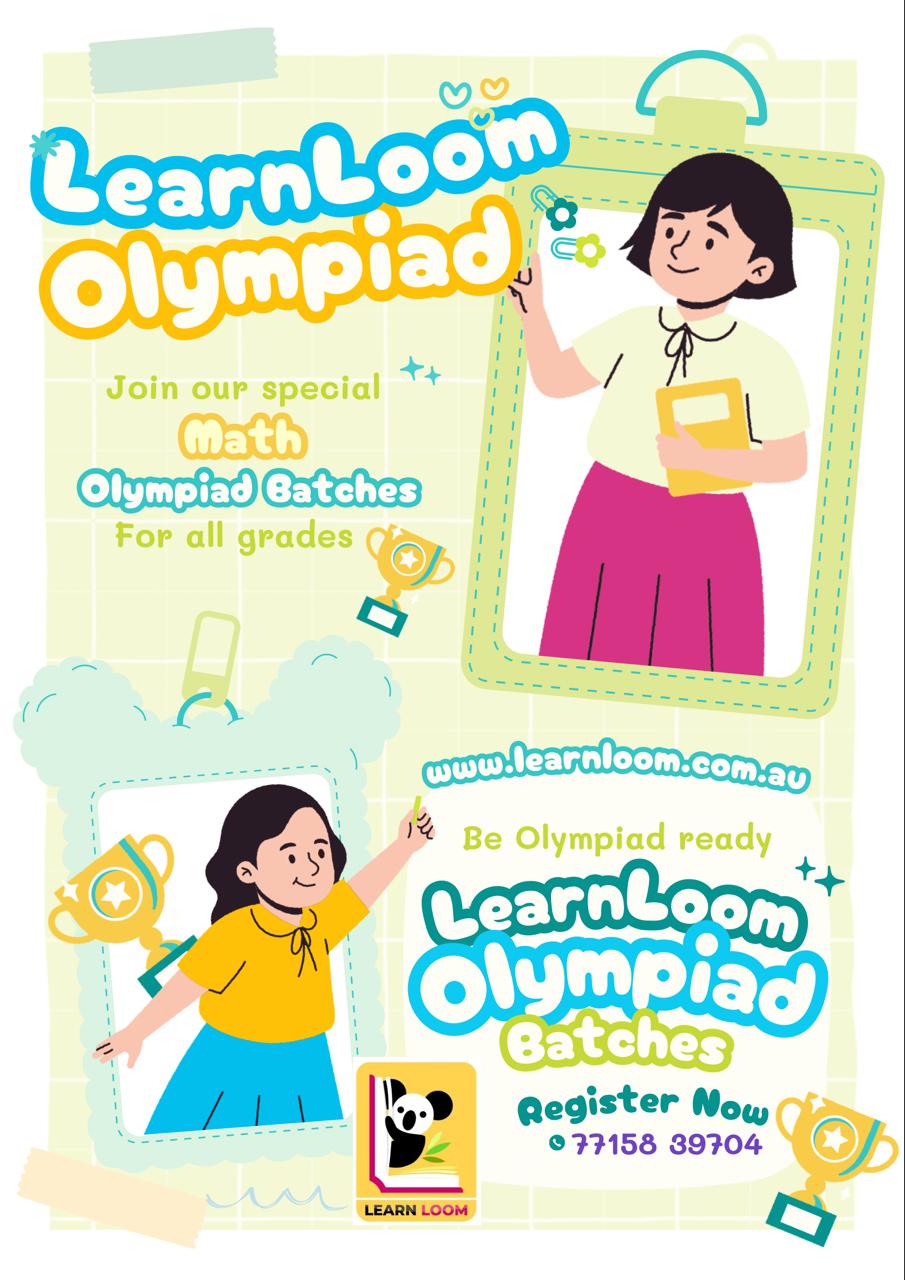 LearnLoom
Olympiad
Join our special
Math
Olympiad Batches
For all grades
www.learnloom.com.au
Be Olympiad ready
LearnLoom
Olympiad
Batches
Register Now
77158 39704
LEARN LOOM